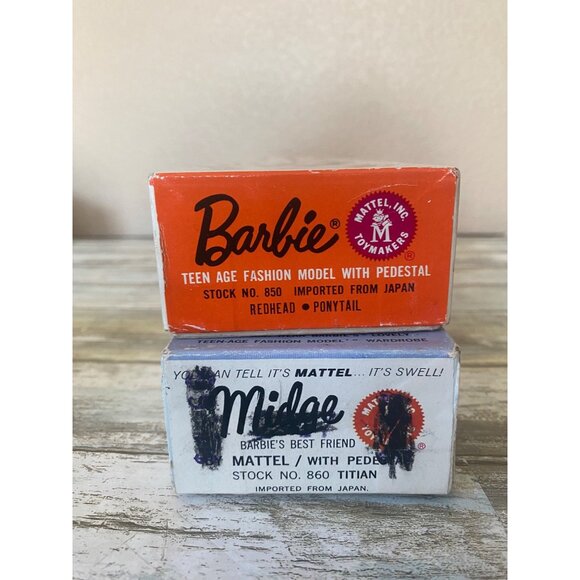 Barbie®
MATTEL, INC.
M
TOYMAKERS
®
TEEN AGE FASHION MODEL WITH PEDESTAL
STOCK NO. 850 IMPORTED FROM JAPAN
REDHEAD • PONYTAIL
LOVELY
TEEN-AGE FASHION MODEL® WARDROBE
YOU CAN TELL IT'S MATTEL... IT'S SWELL!
Midge
®
BARBIE'S BEST FRIEND
MATTEL / WITH PEDESTAL
STOCK NO. 860 TITIAN
IMPORTED FROM JAPAN.